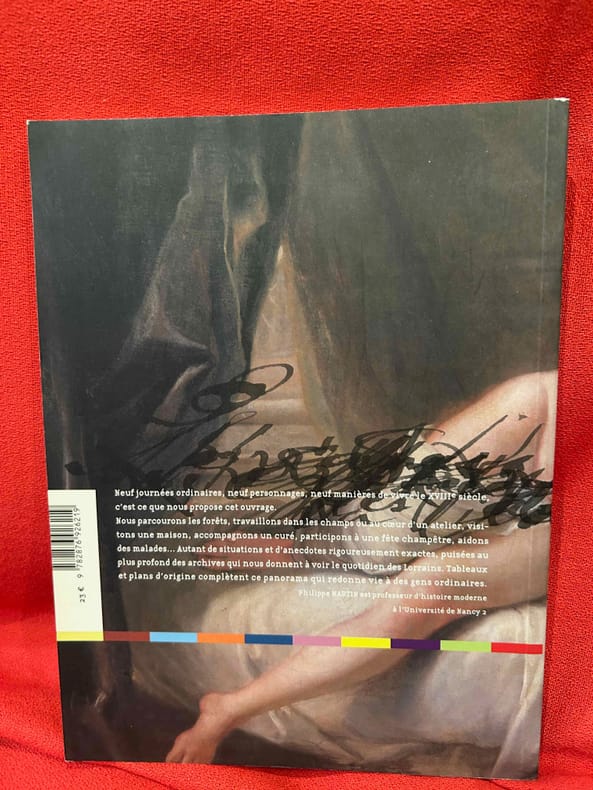 Neuf journées ordinaires, neuf personnages, neuf manières de vivre le XVIIIe siècle,
c'est ce que nous propose cet ouvrage.
Nous parcourons les forêts, travaillons dans les champs ou au cœur d'un atelier, visi-
tons une maison, accompagnons un curé, participons à une fête champêtre, aidons
des malades... Autant de situations et d'anecdotes rigoureusement exactes, puisées au
plus profond des archives qui nous donnent à voir le quotidien des Lorrains. Tableaux
et plans d'origine complètent ce panorama qui redonne vie à des gens ordinaires.
Philippe MARTIN est professeur d'histoire moderne
à l'Université de Nancy 2
9 782876 926219
23 €